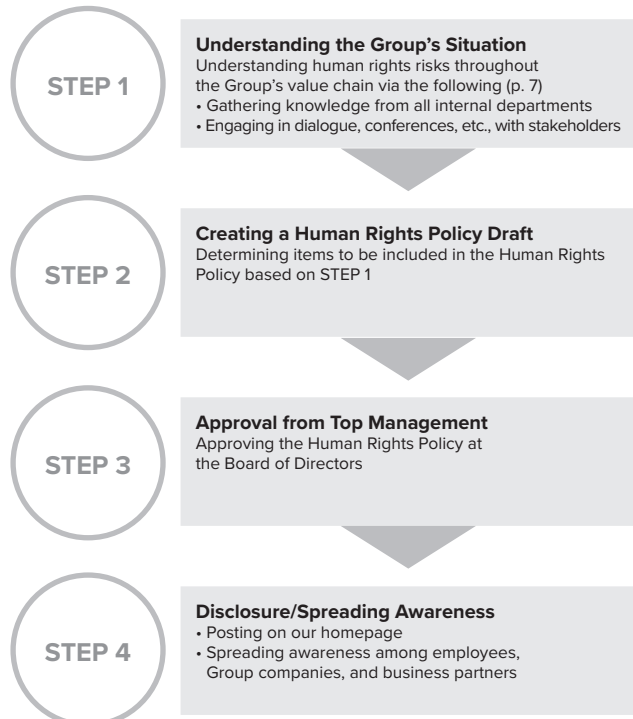 STEP 1
Understanding the Group’s Situation
Understanding human rights risks throughout
the Group’s value chain via the following (p. 7)
• Gathering knowledge from all internal departments
• Engaging in dialogue, conferences, etc., with stakeholders
STEP 2
Creating a Human Rights Policy Draft
Determining items to be included in the Human Rights
Policy based on STEP 1
STEP 3
Approval from Top Management
Approving the Human Rights Policy at
the Board of Directors
STEP 4
Disclosure/Spreading Awareness
• Posting on our homepage
• Spreading awareness among employees,
Group companies, and business partners